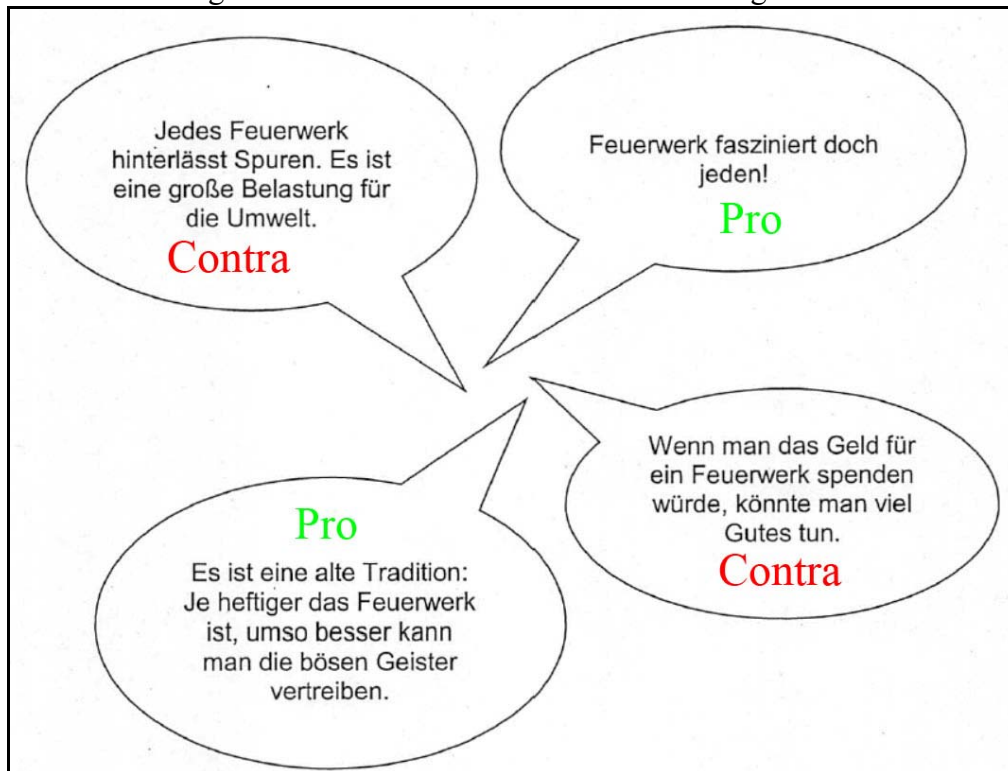 Jedes Feuerwerk
hinterlässt Spuren. Es ist
eine große Belastung für
die Umwelt.
Contra
Feuerwerk fasziniert doch
jeden!
Pro
Wenn man das Geld für
ein Feuerwerk spenden
würde, könnte man viel
Gutes tun.
Contra
Pro
Es ist eine alte Tradition:
Je heftiger das Feuerwerk
ist, umso besser kann
man die bösen Geister
vertreiben.